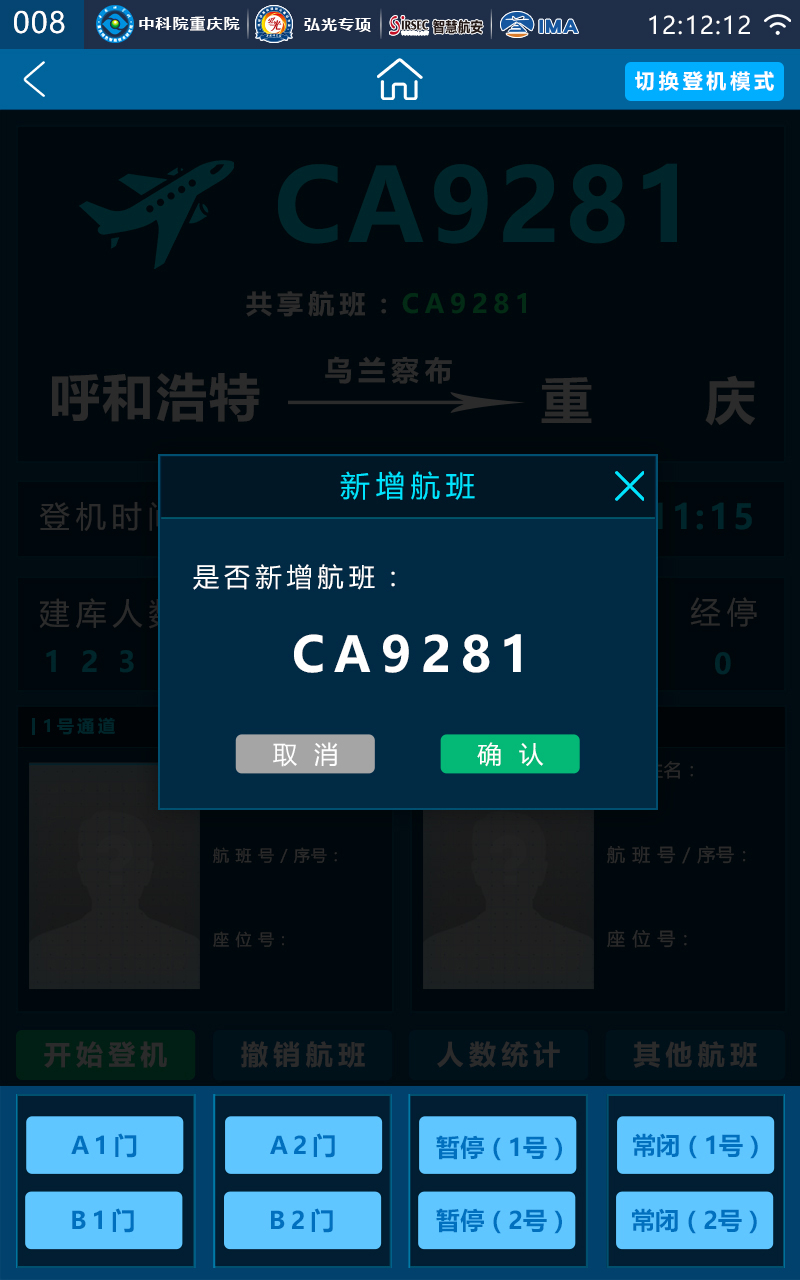 008 中科院重庆院 弘光专项 SiRSEC 智慧航安 IMA 12:12:12
切换登机模式
CA9281
共享航班：CA9281
乌兰察布
呼和浩特 重 庆
新增航班
登机时间 11:15
是否新增航班：
建库人数 经停
CA9281
1 2 3 0
1号通道
取 消 确 认
姓名：
航班号/序号： 航班号/序号：
座位号： 座位号：
开始登机 撤销航班 人数统计 其他航班
A1门 A2门 暂停（1号） 常闭（1号）
B1门 B2门 暂停（2号） 常闭（2号）